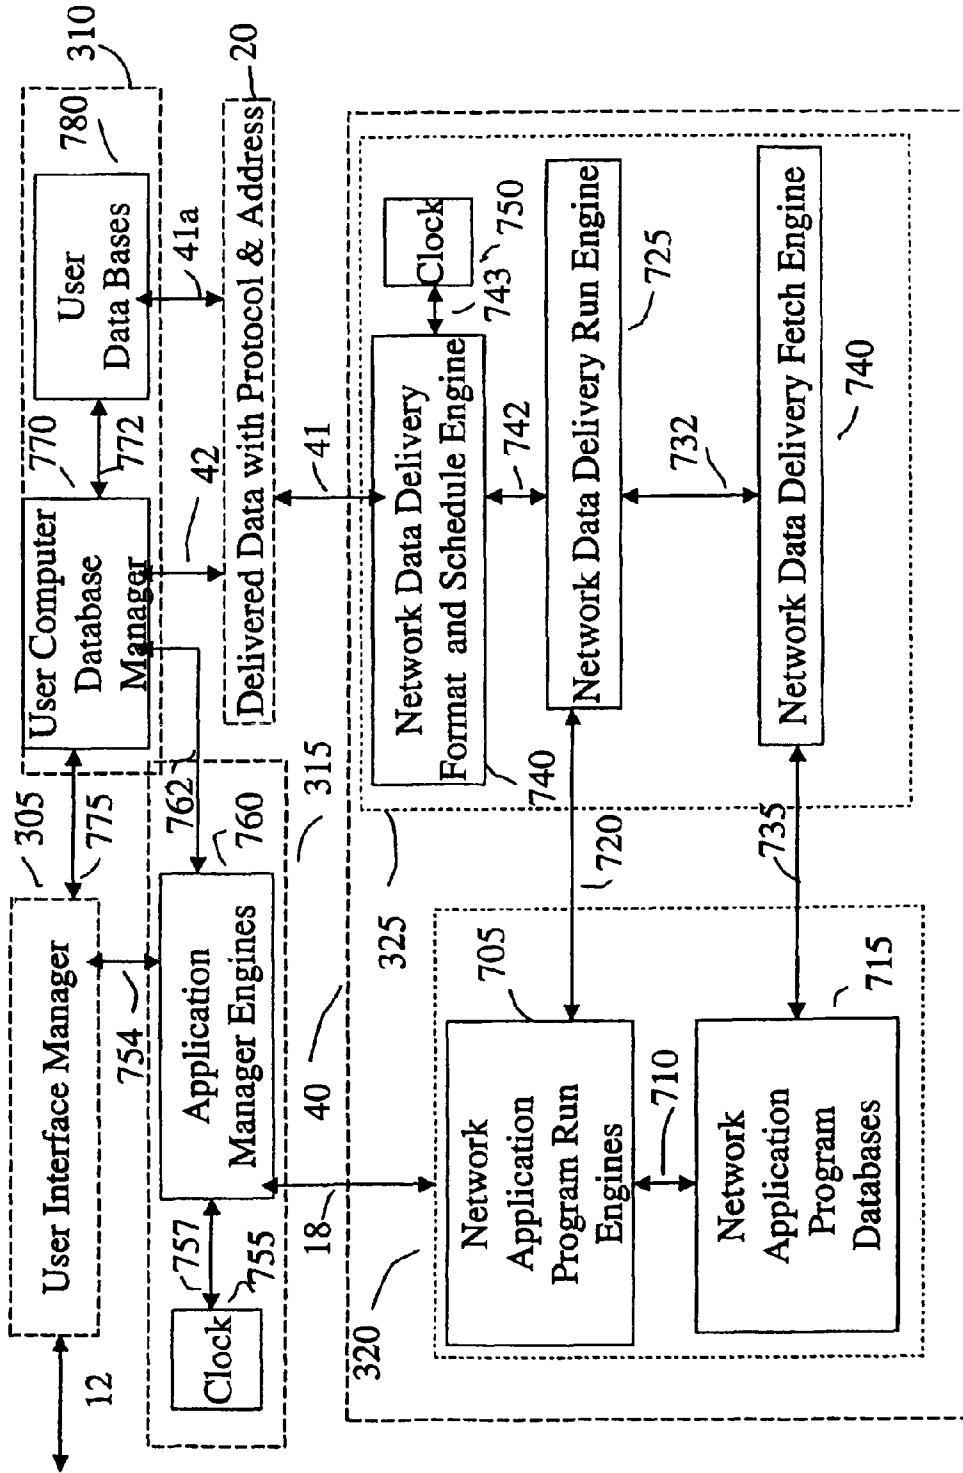 12
User Interface Manager
305
775
User Computer
Database
Manager
770
772
User
Data Bases
780
310
757
Clock
755
Application
Manager Engines
754
762
760
315
42
41a
Delivered Data with Protocol & Address
20
18
40
41
320
Network
Application
Program Run
Engines
705
710
Network
Application
Program
Databases
715
325
720
735
740
Network Data Delivery
Format and Schedule Engine
743
Clock
750
742
Network Data Delivery Run Engine
725
732
Network Data Delivery Fetch Engine
740